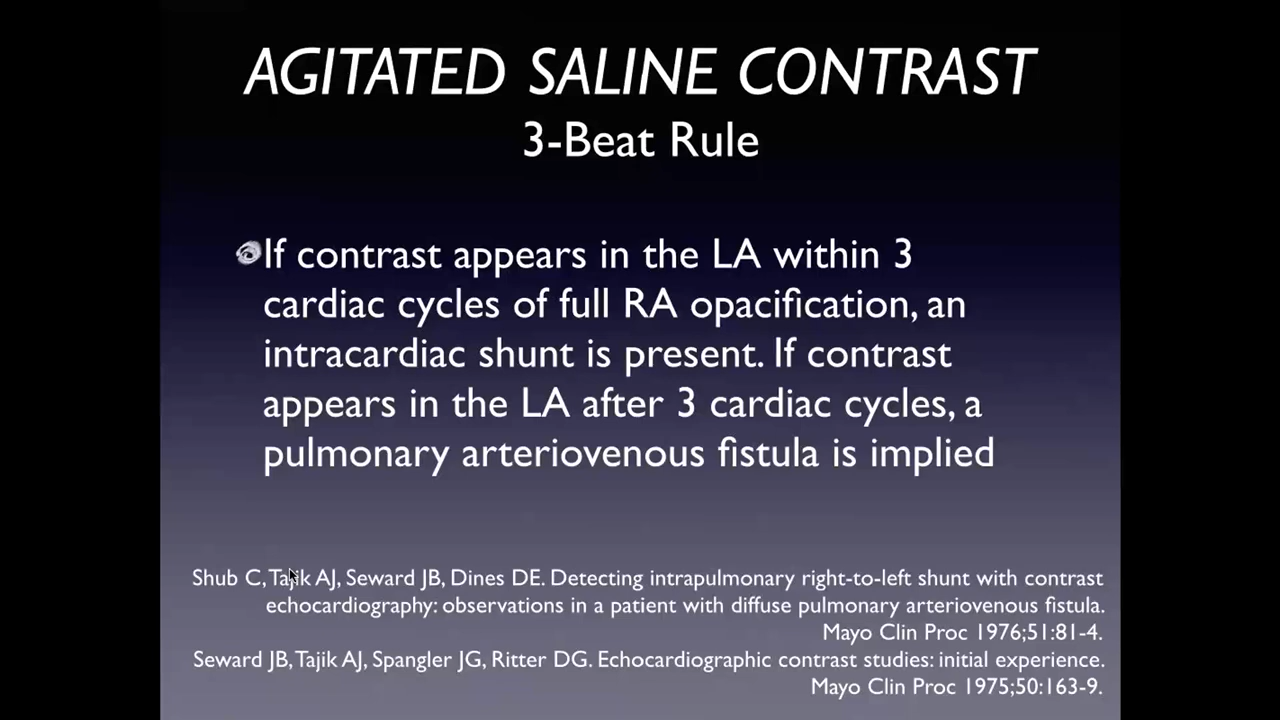 AGITATED SALINE CONTRAST
3-Beat Rule
If contrast appears in the LA within 3
cardiac cycles of full RA opacification, an
intracardiac shunt is present. If contrast
appears in the LA after 3 cardiac cycles, a
pulmonary arteriovenous fistula is implied
Shub C, Tajik AJ, Seward JB, Dines DE. Detecting intrapulmonary right-to-left shunt with contrast
echocardiography: observations in a patient with diffuse pulmonary arteriovenous fistula.
Mayo Clin Proc 1976;51:81-4.
Seward JB, Tajik AJ, Spangler JG, Ritter DG. Echocardiographic contrast studies: initial experience.
Mayo Clin Proc 1975;50:163-9.